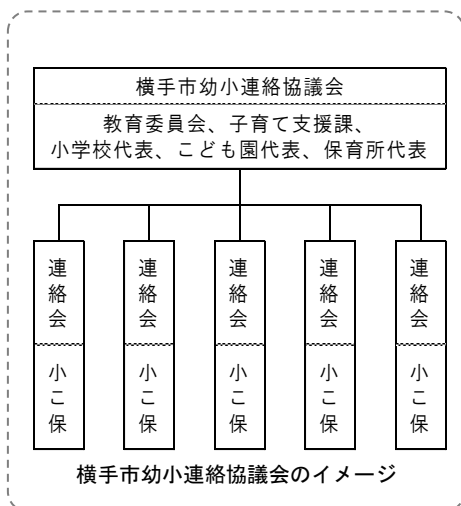 横手市幼小連絡協議会
教育委員会、子育て支援課、
小学校代表、こども園代表、保育所代表
連絡会
小こ保
連絡会
小こ保
連絡会
小こ保
連絡会
小こ保
連絡会
小こ保
横手市幼小連絡協議会のイメージ